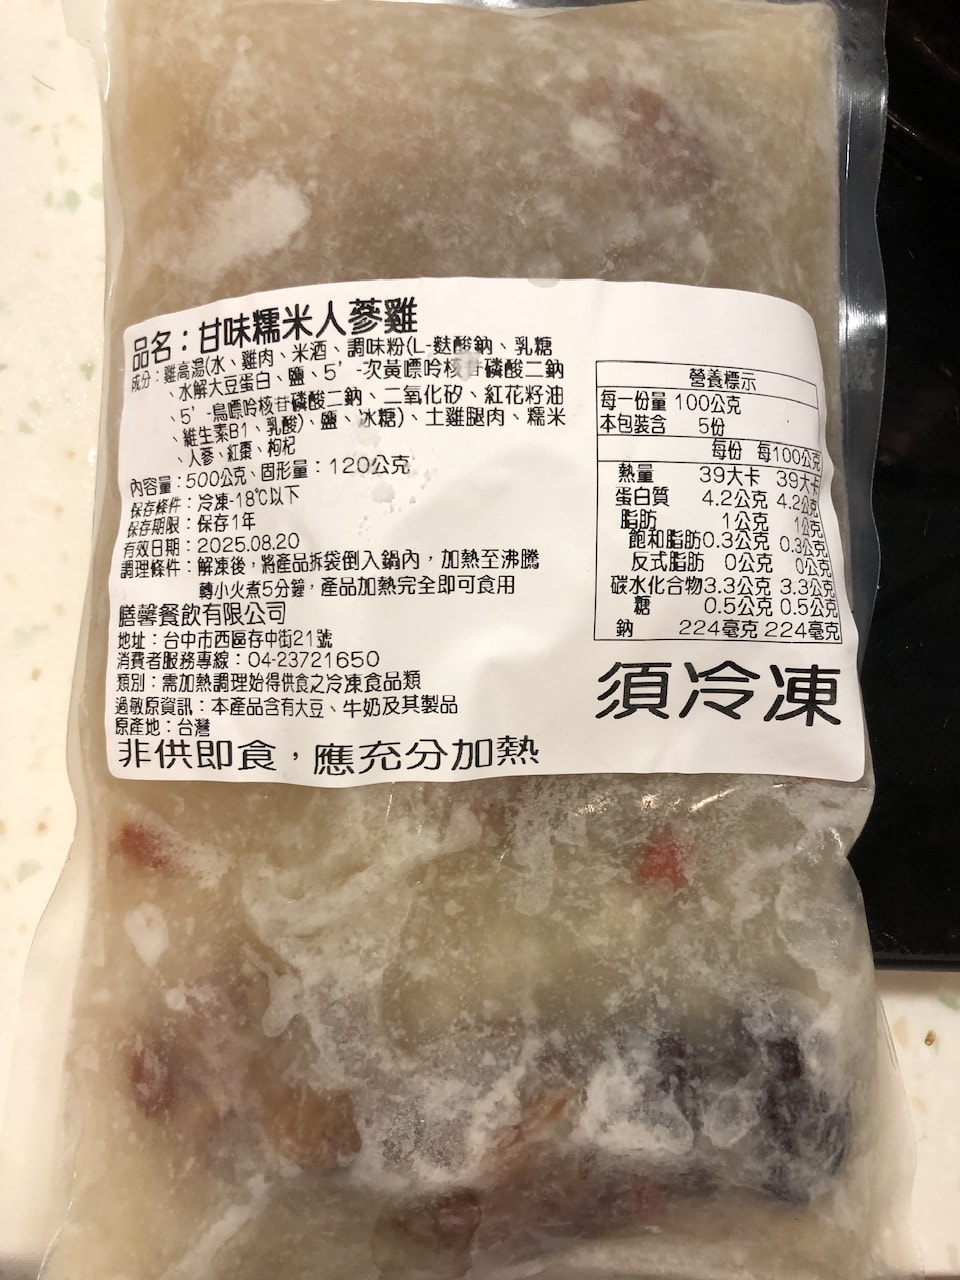 品名：甘味糯米人蔘雞
成分：雞高湯(水、雞肉、米酒、調味粉(L-麩酸鈉、乳糖
、水解大豆蛋白、鹽、5’-次黃嘌呤核苷磷酸二鈉
、5’-鳥嘌呤核苷磷酸二鈉、二氧化矽、紅花籽油
、維生素B1、乳酸)、鹽、冰糖)、土雞腿肉、糯米
、人蔘、紅棗、枸杞
內容量：500公克、固形量：120公克
保存條件：冷凍-18℃以下
保存期限：保存1年
有效日期：2025.08.20
調理條件：解凍後，將產品拆袋倒入鍋內，加熱至沸騰
轉小火煮5分鐘，產品加熱完全即可食用
膳馨餐飲有限公司
地址：台中市西區存中街21號
消費者服務專線：04-23721650
類別：需加熱調理始得供食之冷凍食品類
過敏原資訊：本產品含有大豆、牛奶及其製品
原產地：台灣
非供即食，應充分加熱
營養標示
每一份量 100公克
本包裝含 5份
每份 每100公克
熱量 39大卡 39大卡
蛋白質 4.2公克 4.2公克
脂肪 1公克 1公克
飽和脂肪 0.3公克 0.3公克
反式脂肪 0公克 0公克
碳水化合物 3.3公克 3.3公克
糖 0.5公克 0.5公克
鈉 224毫克 224毫克
須冷凍